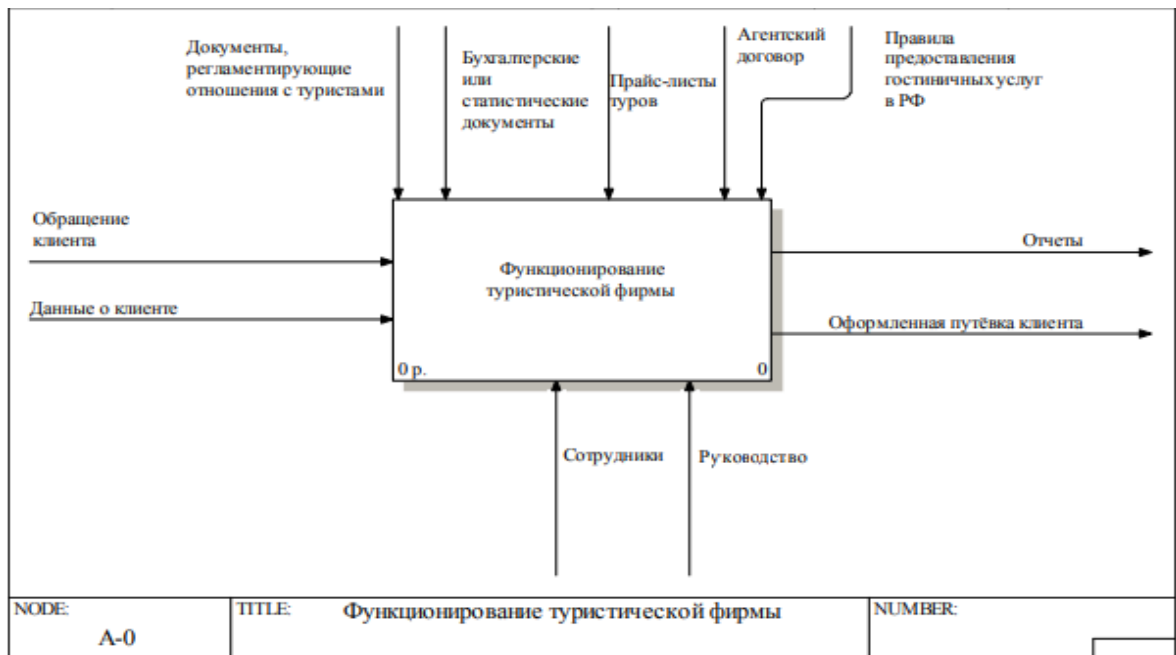 Документы,
регламентирующие
отношения с туристами
Бухгалтерские
или
статистические
документы
Прайс-листы
туров
Агентский
договор
Правила
предоставления
гостиничных услуг
в РФ
Обращение
клиента
Данные о клиенте
Функционирование
туристической фирмы
0 р.
0
Отчеты
Оформленная путёвка клиента
Сотрудники
Руководство
NODE:
A-0
TITLE:
Функционирование туристической фирмы
NUMBER: